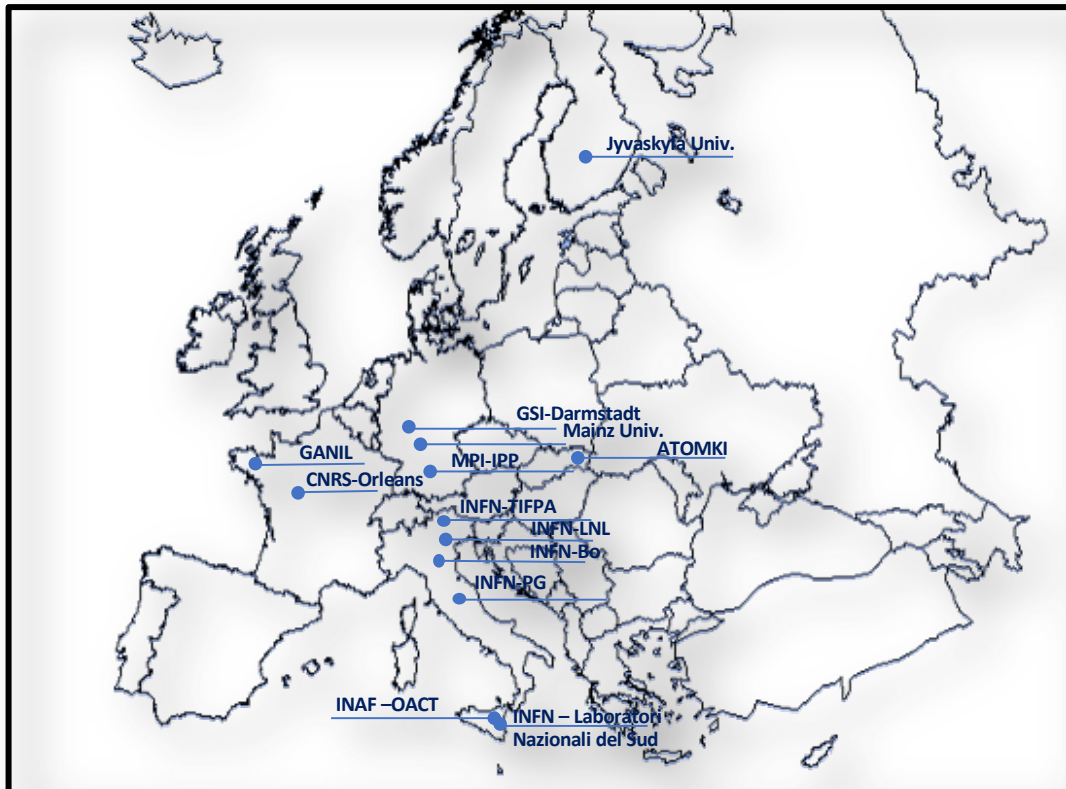 Jyvaskyla Univ.
GSI-Darmstadt
Mainz Univ.
GANIL
MPI-IPP
ATOMKI
CNRS-Orleans
INFN-TIFPA
INFN-LNL
INFN-Bo
INFN-PG
INAF –OACT
INFN – Laboratori
Nazionali del Sud